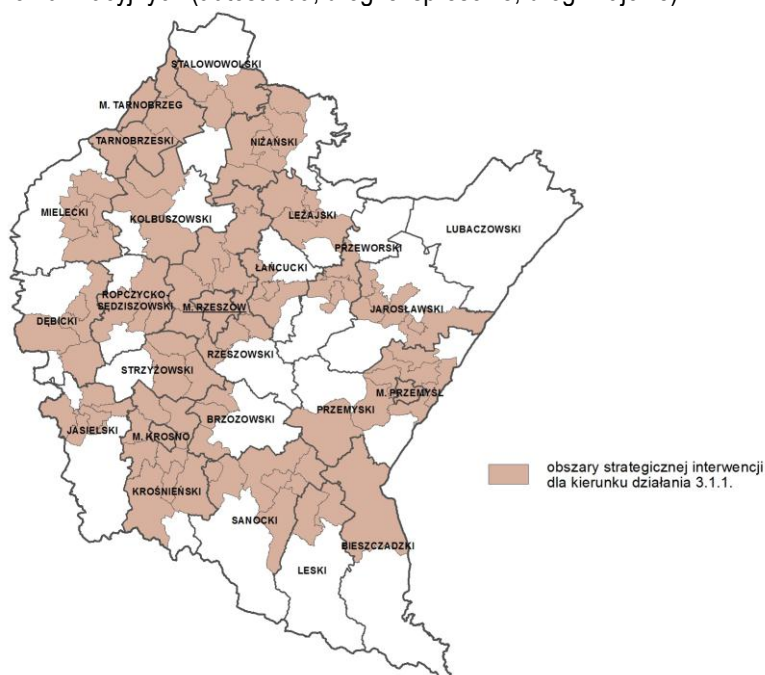 STALOWOWOLSKI
M. TARNOBRZEG
TARNOBRZESKI
NIŻAŃSKI
MIELECKI
KOLBUSZOWSKI
LEŻAJSKI
LUBACZOWSKI
PRZEWORSKI
ŁAŃCUCKI
ROPCZYCKO-
SĘDZISZOWSKI
M. RZESZÓW
JAROSŁAWSKI
DĘBICKI
RZESZOWSKI
STRZYŻOWSKI
M. PRZEMYŚL
PRZEMYSKI
BRZOZOWSKI
JASIELSKI
M. KROSNO
obszary strategicznej interwencji
dla kierunku działania 3.1.1.
KROŚNIEŃSKI
SANOCKI
BIESZCZADZKI
LESKI